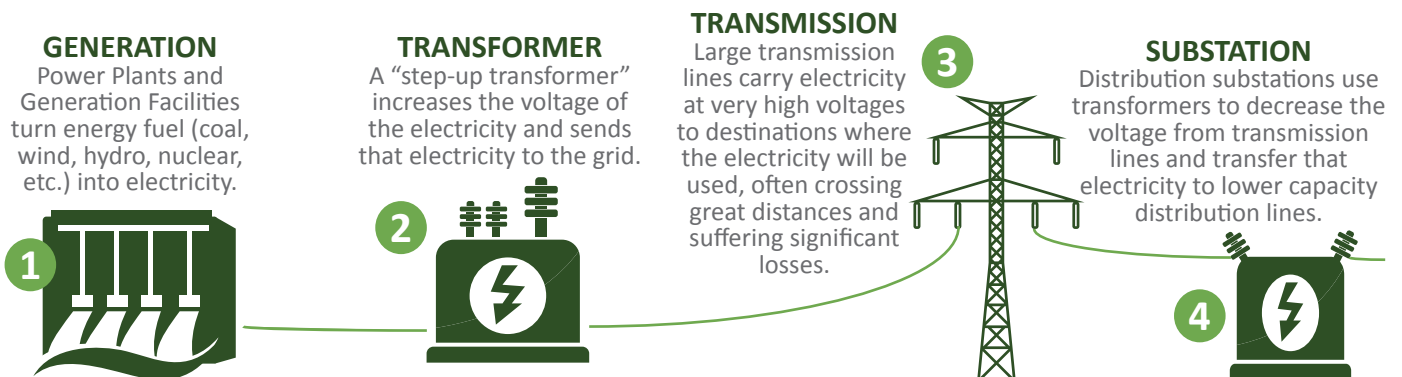 GENERATION
Power Plants and
Generation Facilities
turn energy fuel (coal,
wind, hydro, nuclear,
etc.) into electricity.
1
TRANSFORMER
A “step-up transformer”
increases the voltage of
the electricity and sends
that electricity to the grid.
2
TRANSMISSION
Large transmission
lines carry electricity
at very high voltages
to destinations where
the electricity will be
used, often crossing
great distances and
suffering significant
losses.
3
SUBSTATION
Distribution substations use
transformers to decrease the
voltage from transmission
lines and transfer that
electricity to lower capacity
distribution lines.
4